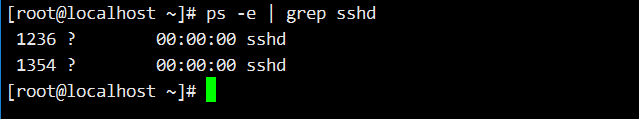 [root@localhost ~]# ps -e | grep sshd
 1236 ?        00:00:00 sshd
 1354 ?        00:00:00 sshd
[root@localhost ~]#